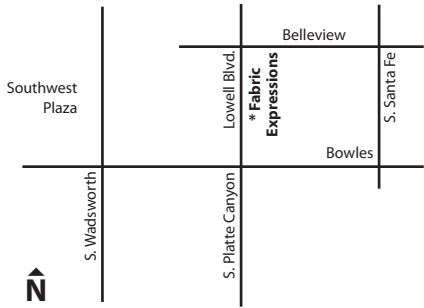 Belleview
Lowell Blvd.
* Fabric
Expressions
S. Santa Fe
Southwest
Plaza
Bowles
S. Wadsworth
S. Platte Canyon
N